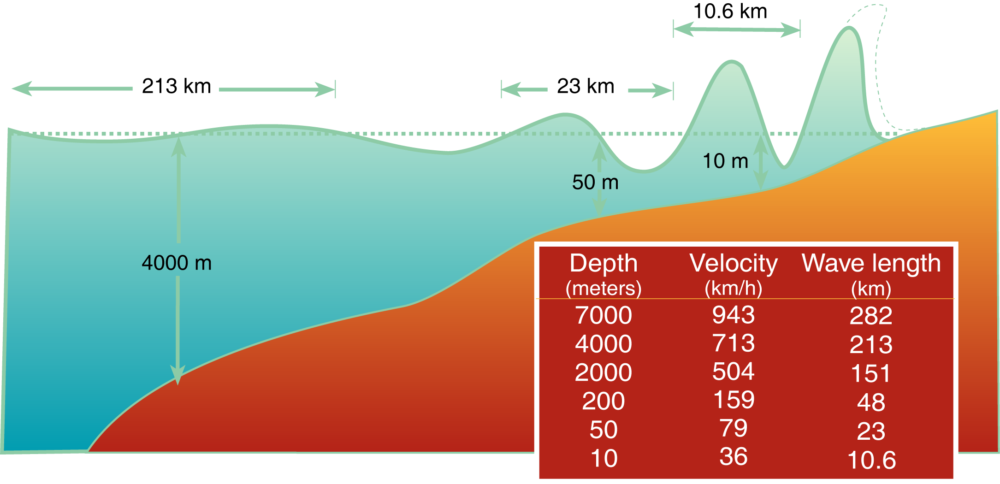 10.6 km
213 km
23 km
10 m
50 m
4000 m
Depth Velocity Wave length
(meters) (km/h) (km)
7000 943 282
4000 713 213
2000 504 151
200 159 48
50 79 23
10 36 10.6